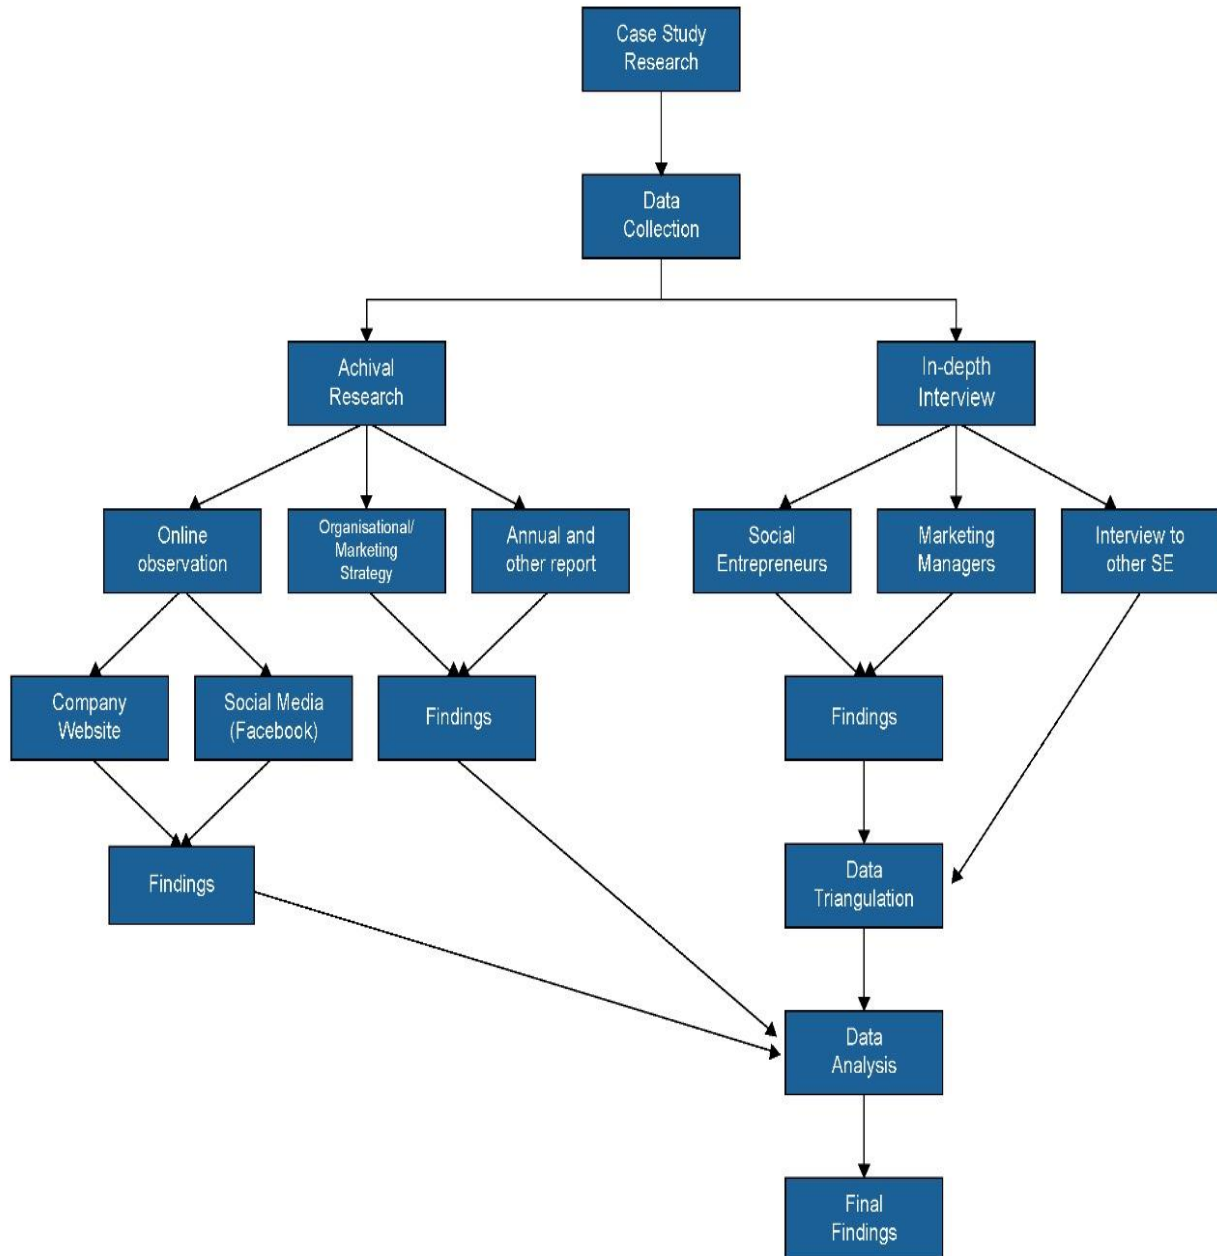 Case Study
Research
Data
Collection
Achival
Research
In-depth
Interview
Online
observation
Organisational/
Marketing
Strategy
Annual and
other report
Social
Entrepreneurs
Marketing
Managers
Interview to
other SE
Company
Website
Social Media
(Facebook)
Findings
Findings
Findings
Data
Triangulation
Data
Analysis
Final
Findings